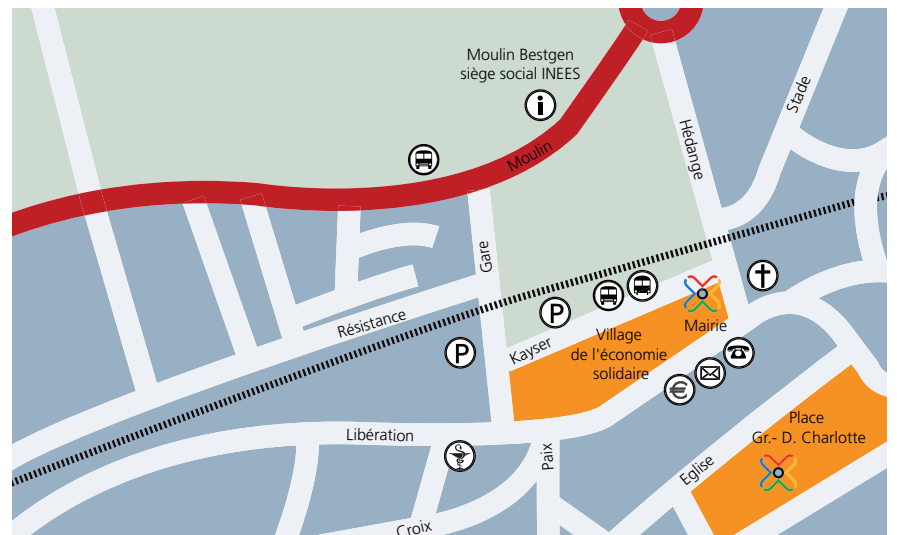 Moulin Bestgen
siège social INEES
i
Moulin
Stade
Hédange
Gare
Résistance
P
P
Kayser
Mairie
Village
de l'économie
solidaire
€
Libération
Place
Gr.- D. Charlotte
Paix
Eglise
Croix